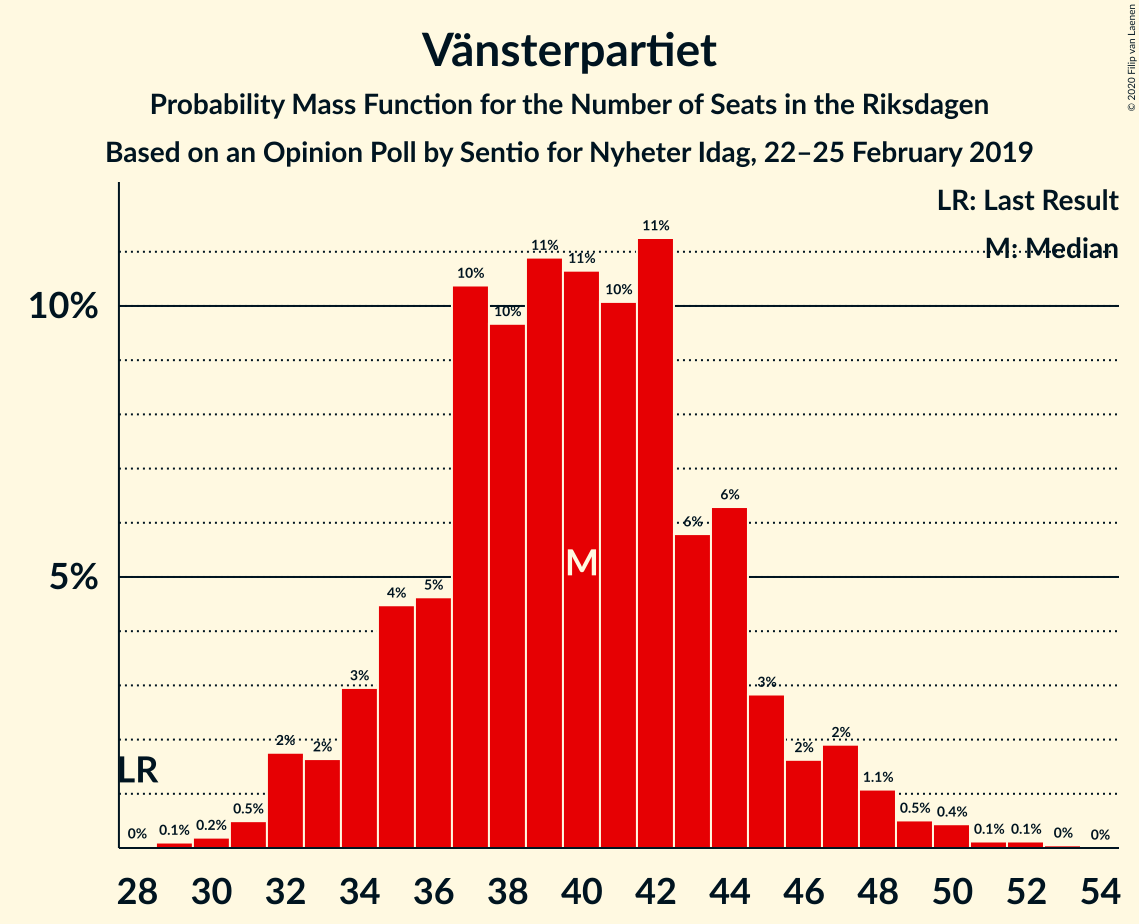 Vänsterpartiet
Probability Mass Function for the Number of Seats in the Riksdagen
Based on an Opinion Poll by Sentio for Nyheter Idag, 22–25 February 2019
© 2020 Filip van Laenen
LR: Last Result
M: Median
10%
5%
0% 0.1% 0.2% 0.5% 2% 2% 3% 4% 5% 10% 10% 11% 11% 10% 11% 6% 6% 3% 2% 2% 1.1% 0.5% 0.4% 0.1% 0.1% 0% 0%
M
LR
28 30 32 34 36 38 40 42 44 46 48 50 52 54